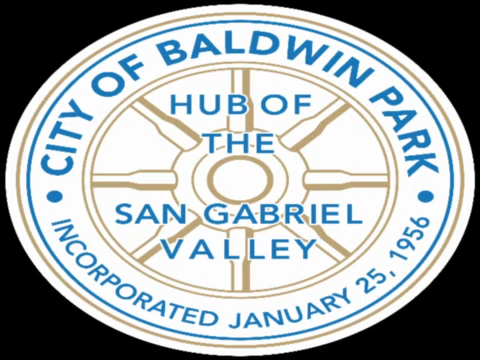 CITY OF BALDWIN PARK
HUB OF
THE
SAN GABRIEL
VALLEY
INCORPORATED JANUARY 25, 1956